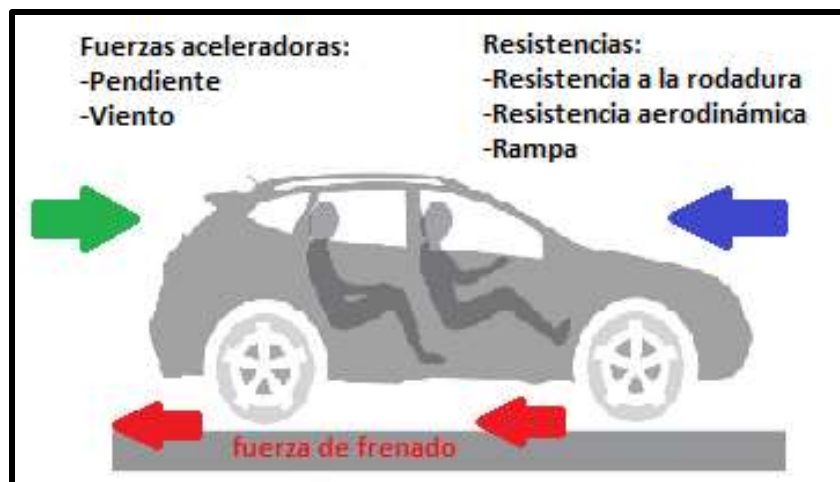 Fuerzas aceleradoras:
-Pendiente
-Viento
Resistencias:
-Resistencia a la rodadura
-Resistencia aerodinámica
-Rampa
fuerza de frenado